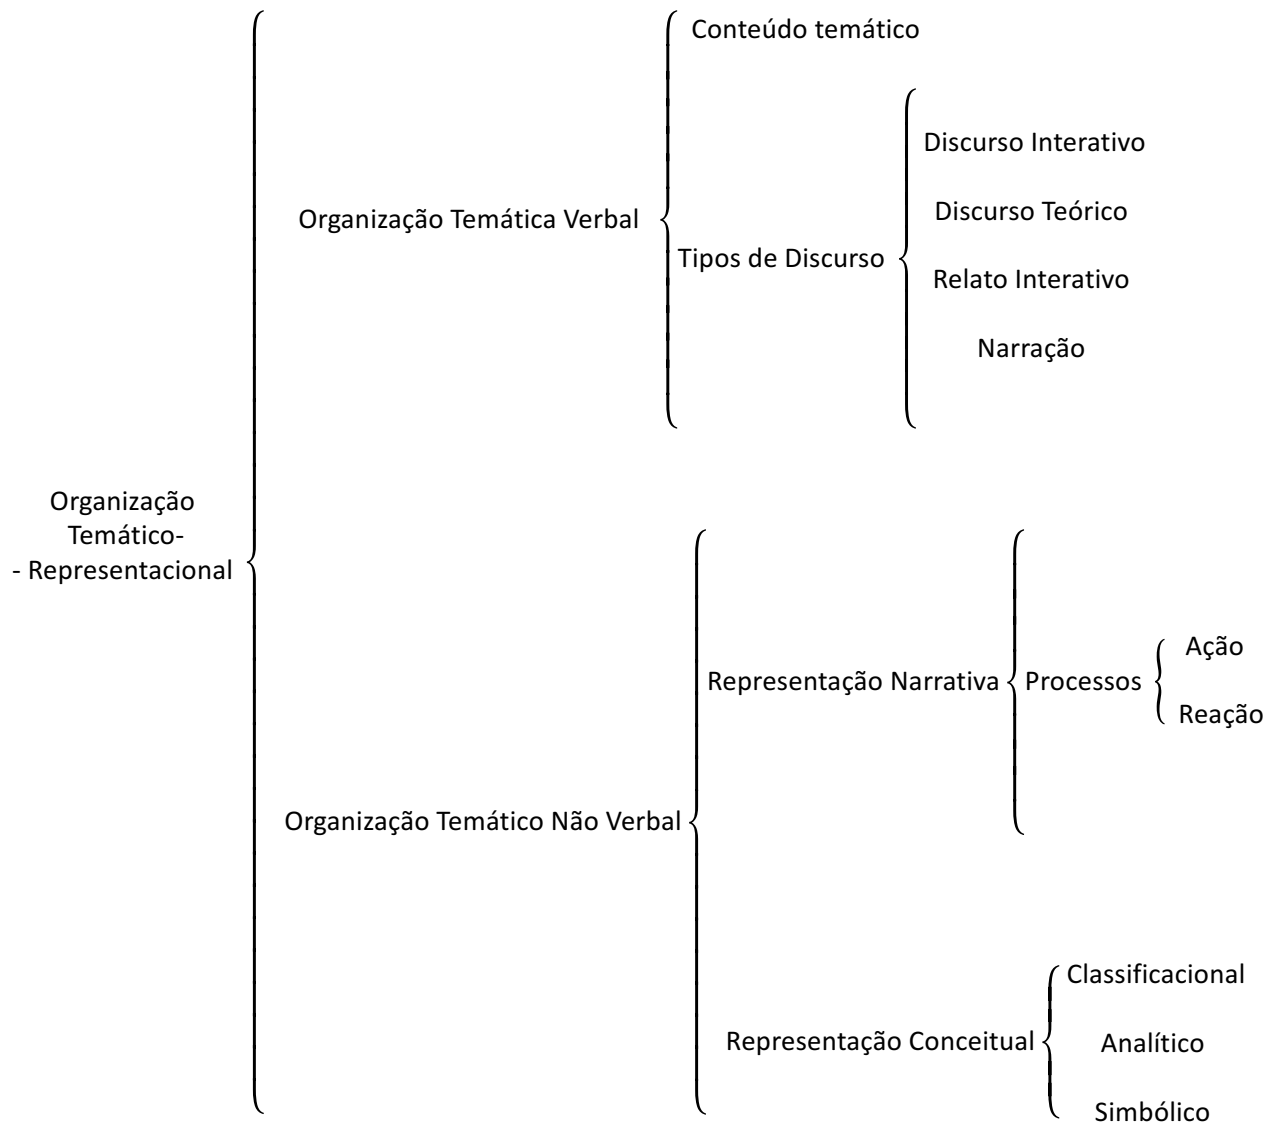 Organização
Temático-
- Representacional
Organização Temática Verbal
Conteúdo temático
Tipos de Discurso
Discurso Interativo
Discurso Teórico
Relato Interativo
Narração
Organização Temático Não Verbal
Representação Narrativa
Processos
Ação
Reação
Representação Conceitual
Classificacional
Analítico
Simbólico